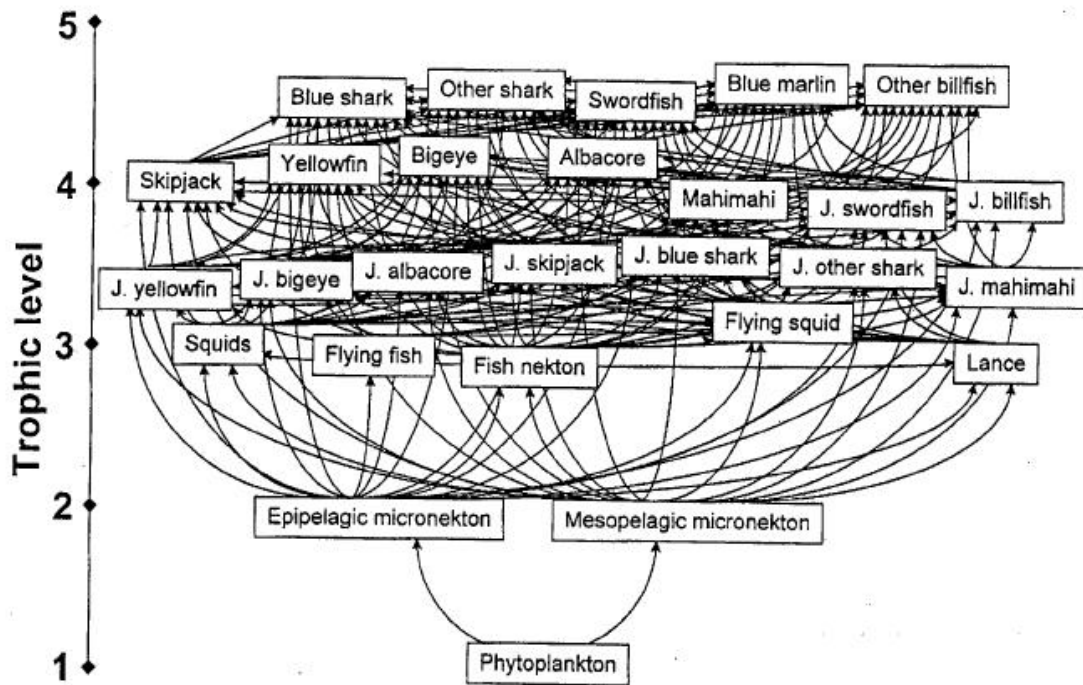 5
Blue shark
Other shark
Swordfish
Blue marlin
Other billfish
4
Skipjack
Yellowfin
Bigeye
Albacore
Mahimahi
J. swordfish
J. billfish
J. yellowfin
J. bigeye
J. albacore
J. skipjack
J. blue shark
J. other shark
J. mahimahi
3
Squids
Flying fish
Fish nekton
Flying squid
Lance
Trophic level
2
Epipelagic micronekton
Mesopelagic micronekton
1
Phytoplankton